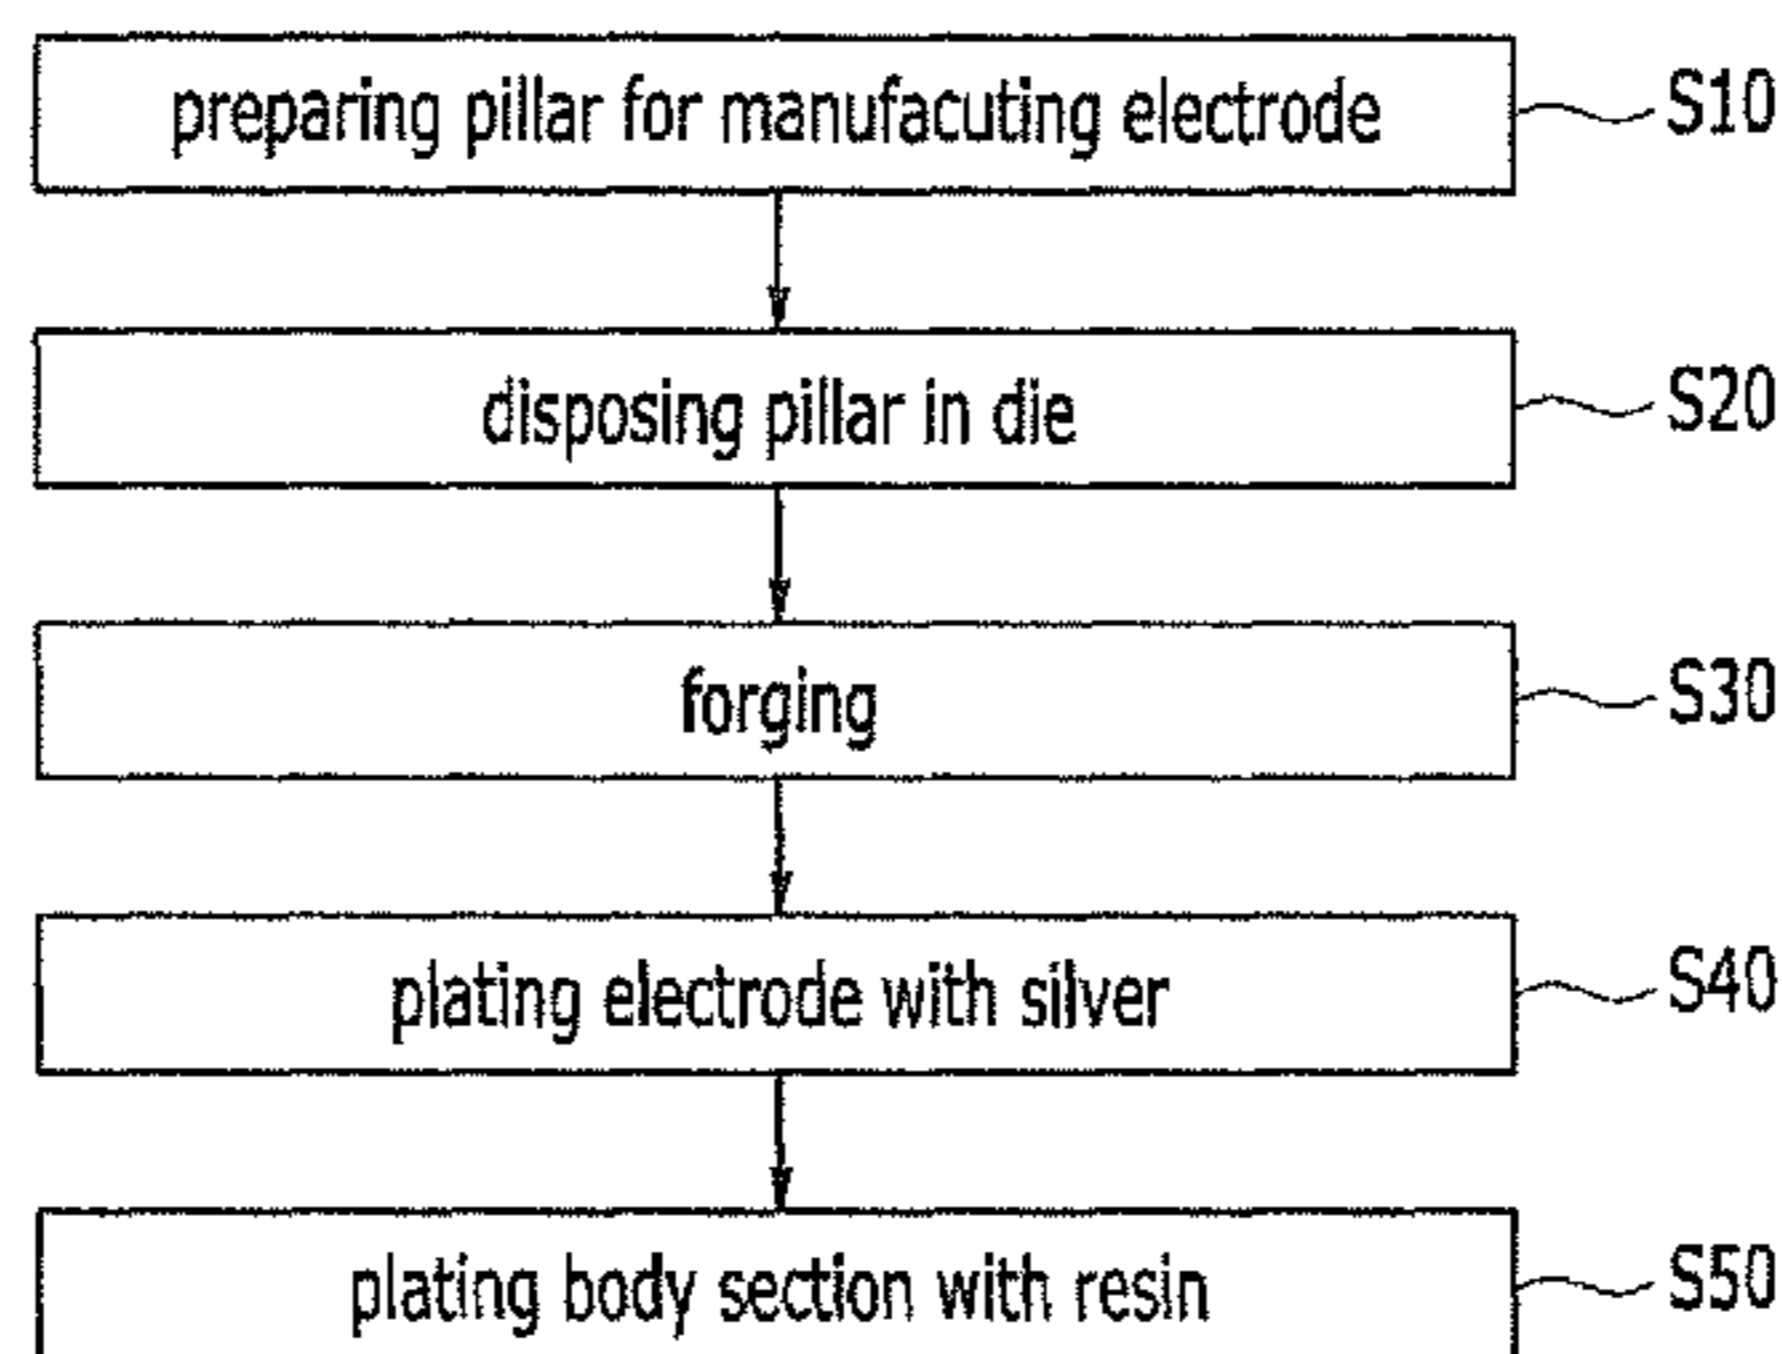 preparing pillar for manufacuting electrode S10
disposing pillar in die S20
forging S30
plating electrode with silver S40
plating body section with resin S50